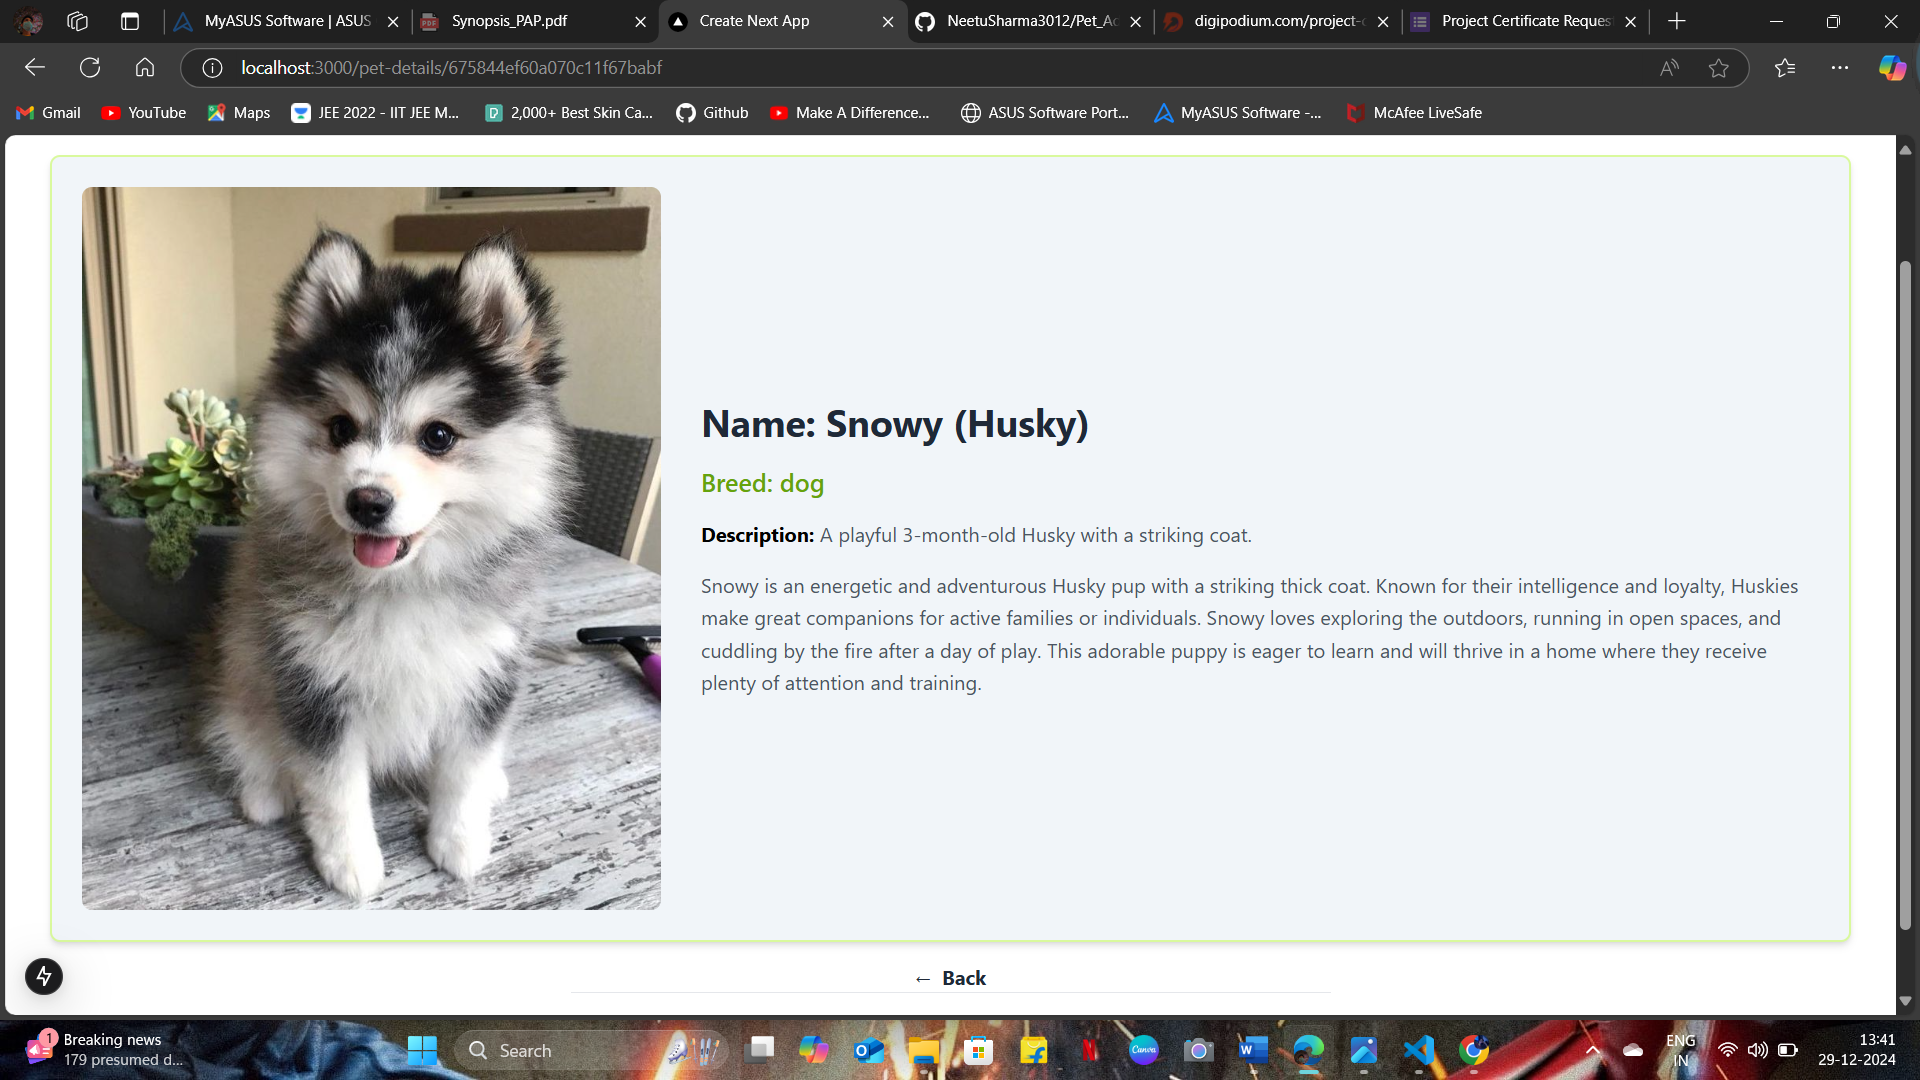 MyASUS Software | ASUS
Synopsis_PAP.pdf
Create Next App
NeetuSharma3012/Pet_Ac
digipodium.com/project-c
Project Certificate Request
localhost:3000/pet-details/675844ef60a070c11f67babf
Gmail
YouTube
Maps
JEE 2022 - IIT JEE M...
2,000+ Best Skin Ca...
Github
Make A Difference...
ASUS Software Port...
MyASUS Software -...
McAfee LiveSafe
Name: Snowy (Husky)
Breed: dog
Description: A playful 3-month-old Husky with a striking coat.
Snowy is an energetic and adventurous Husky pup with a striking thick coat. Known for their intelligence and loyalty, Huskies
make great companions for active families or individuals. Snowy loves exploring the outdoors, running in open spaces, and
cuddling by the fire after a day of play. This adorable puppy is eager to learn and will thrive in a home where they receive
plenty of attention and training.
← Back
1
Breaking news
179 presumed d...
Search
ENG
IN
13:41
29-12-2024